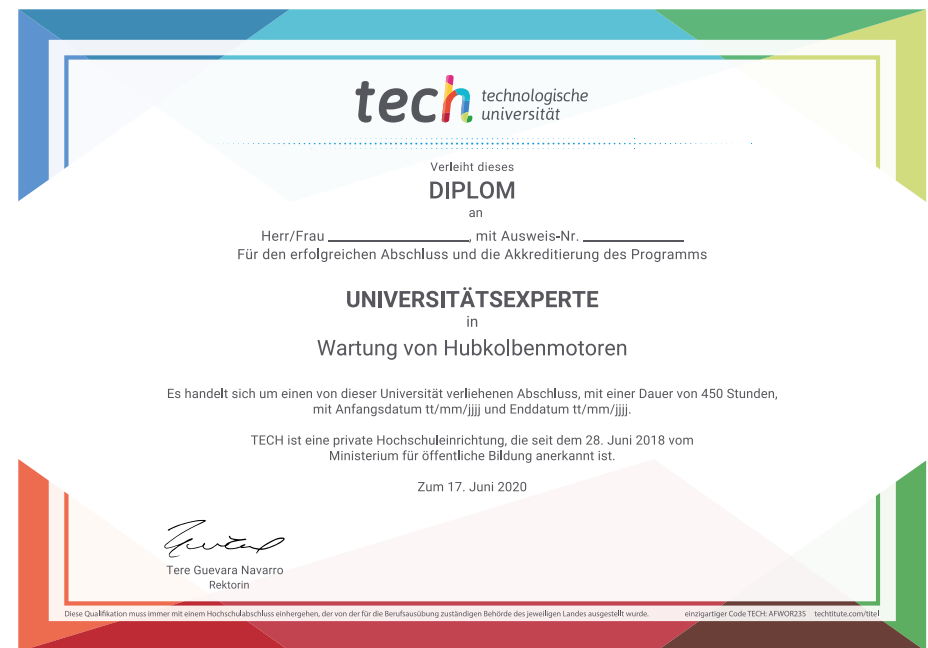 tech technologische
universität
Verleiht dieses
DIPLOM
an
Herr/Frau ____________________, mit Ausweis-Nr. ______________
Für den erfolgreichen Abschluss und die Akkreditierung des Programms
UNIVERSITÄTSEXPERTE
in
Wartung von Hubkolbenmotoren
Es handelt sich um einen von dieser Universität verliehenen Abschluss, mit einer Dauer von 450 Stunden,
mit Anfangsdatum tt/mm/jjjj und Enddatum tt/mm/jjjj.
TECH ist eine private Hochschuleinrichtung, die seit dem 28. Juni 2018 vom
Ministerium für öffentliche Bildung anerkannt ist.
Zum 17. Juni 2020
Tere Guevara Navarro
Rektorin
Diese Qualifikation muss immer mit einem Hochschulabschluss einhergehen, der von der für die Berufsausübung zuständigen Behörde des jeweiligen Landes ausgestellt wurde. einzigartiger Code TECH: AFWOR23S techtitute.com/titel